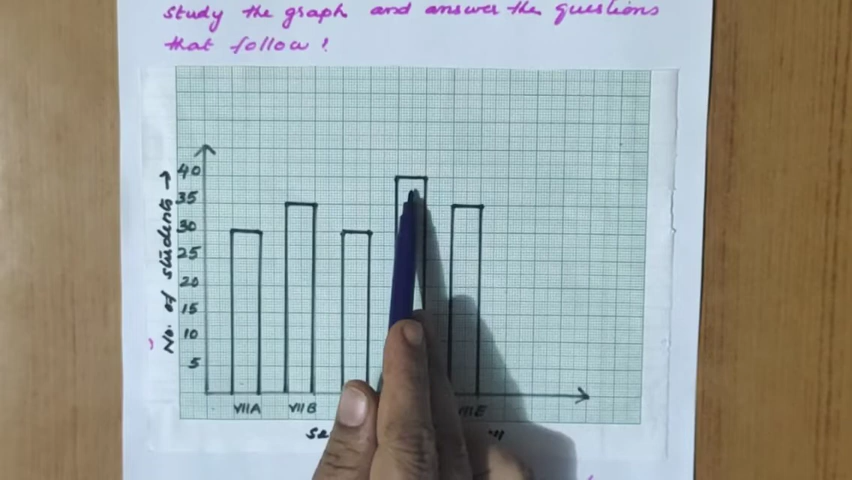 study the graph and answer the questions
that follow!
No. of students →
40
35
30
25
20
15
10
5
VIIA VIIB VIIE